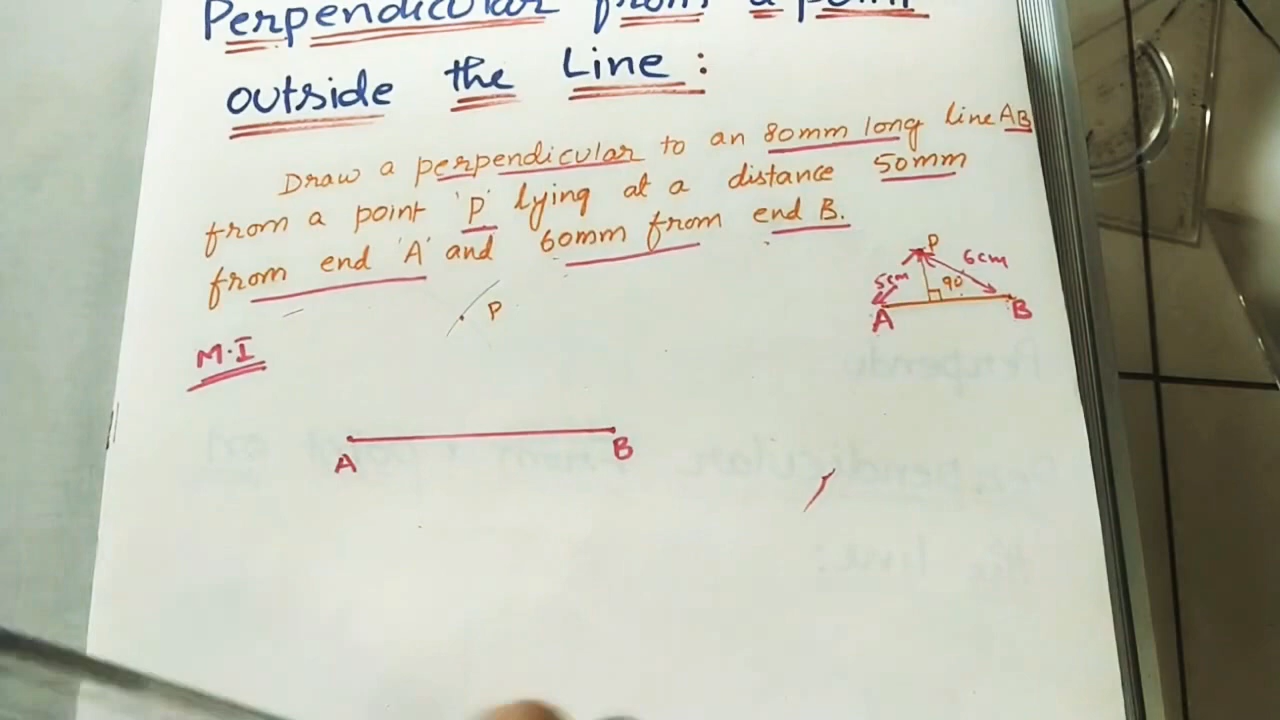 Perpendicular from a point
outside the Line:
Draw a perpendicular to an 80mm long line AB
from a point 'P' lying at a distance 50mm
from end 'A' and 60mm from end B.
P
5cm
6cm
90°
A
B
P
M.I
A
B